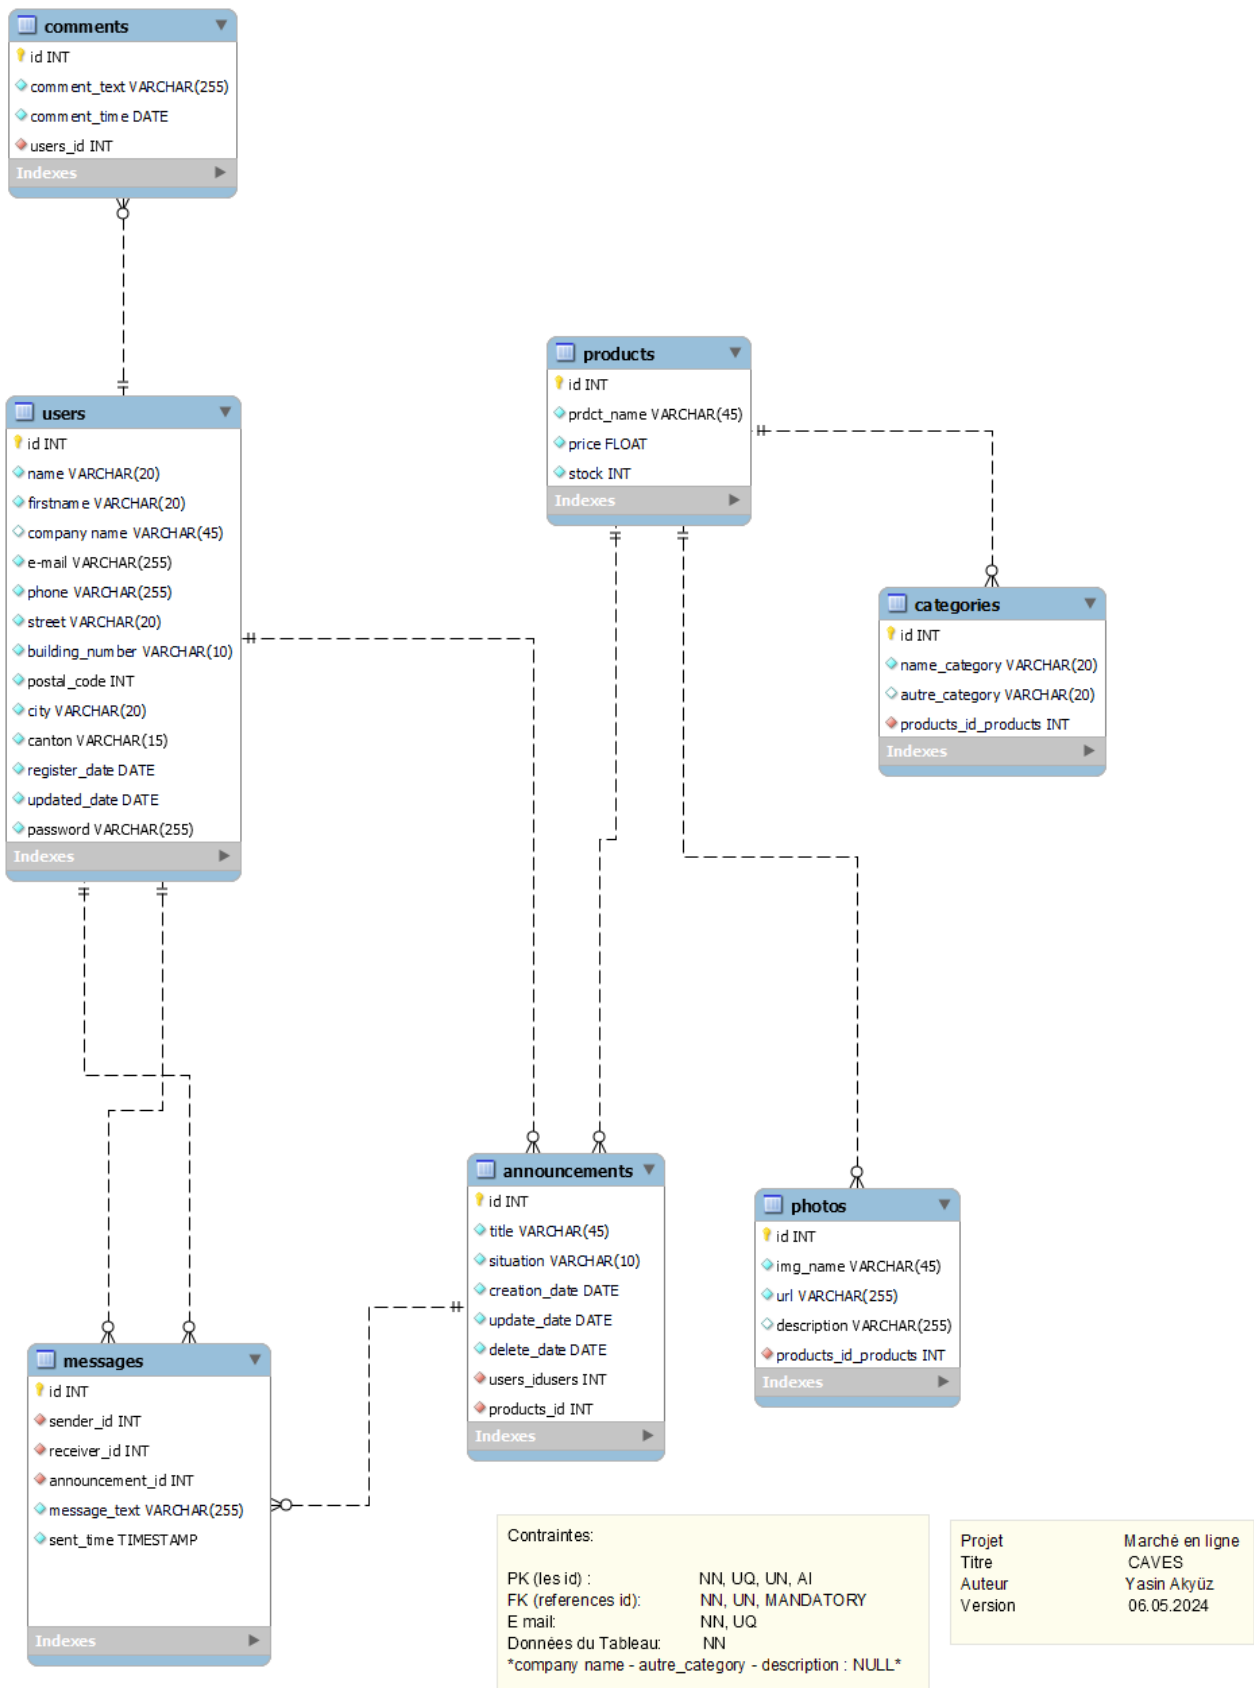 comments
id INT
comment_text VARCHAR(255)
comment_time DATE
users_id INT
Indexes
users
id INT
name VARCHAR(20)
firstname VARCHAR(20)
company name VARCHAR(45)
e-mail VARCHAR(255)
phone VARCHAR(255)
street VARCHAR(20)
building_number VARCHAR(10)
postal_code INT
city VARCHAR(20)
canton VARCHAR(15)
register_date DATE
updated_date DATE
password VARCHAR(255)
Indexes
products
id INT
prdct_name VARCHAR(45)
price FLOAT
stock INT
Indexes
categories
id INT
name_category VARCHAR(20)
autre_category VARCHAR(20)
products_id_products INT
Indexes
announcements
id INT
title VARCHAR(45)
situation VARCHAR(10)
creation_date DATE
update_date DATE
delete_date DATE
users_idusers INT
products_id INT
Indexes
photos
id INT
img_name VARCHAR(45)
url VARCHAR(255)
description VARCHAR(255)
products_id_products INT
Indexes
messages
id INT
sender_id INT
receiver_id INT
announcement_id INT
message_text VARCHAR(255)
sent_time TIMESTAMP
Indexes
Contraintes:
PK (les id) : NN, UQ, UN, AI
FK (references id): NN, UN, MANDATORY
E mail: NN, UQ
Données du Tableau: NN
*company name - autre_category - description : NULL*
Projet Marché en ligne
Titre CAVES
Auteur Yasin Akyüz
Version 06.05.2024